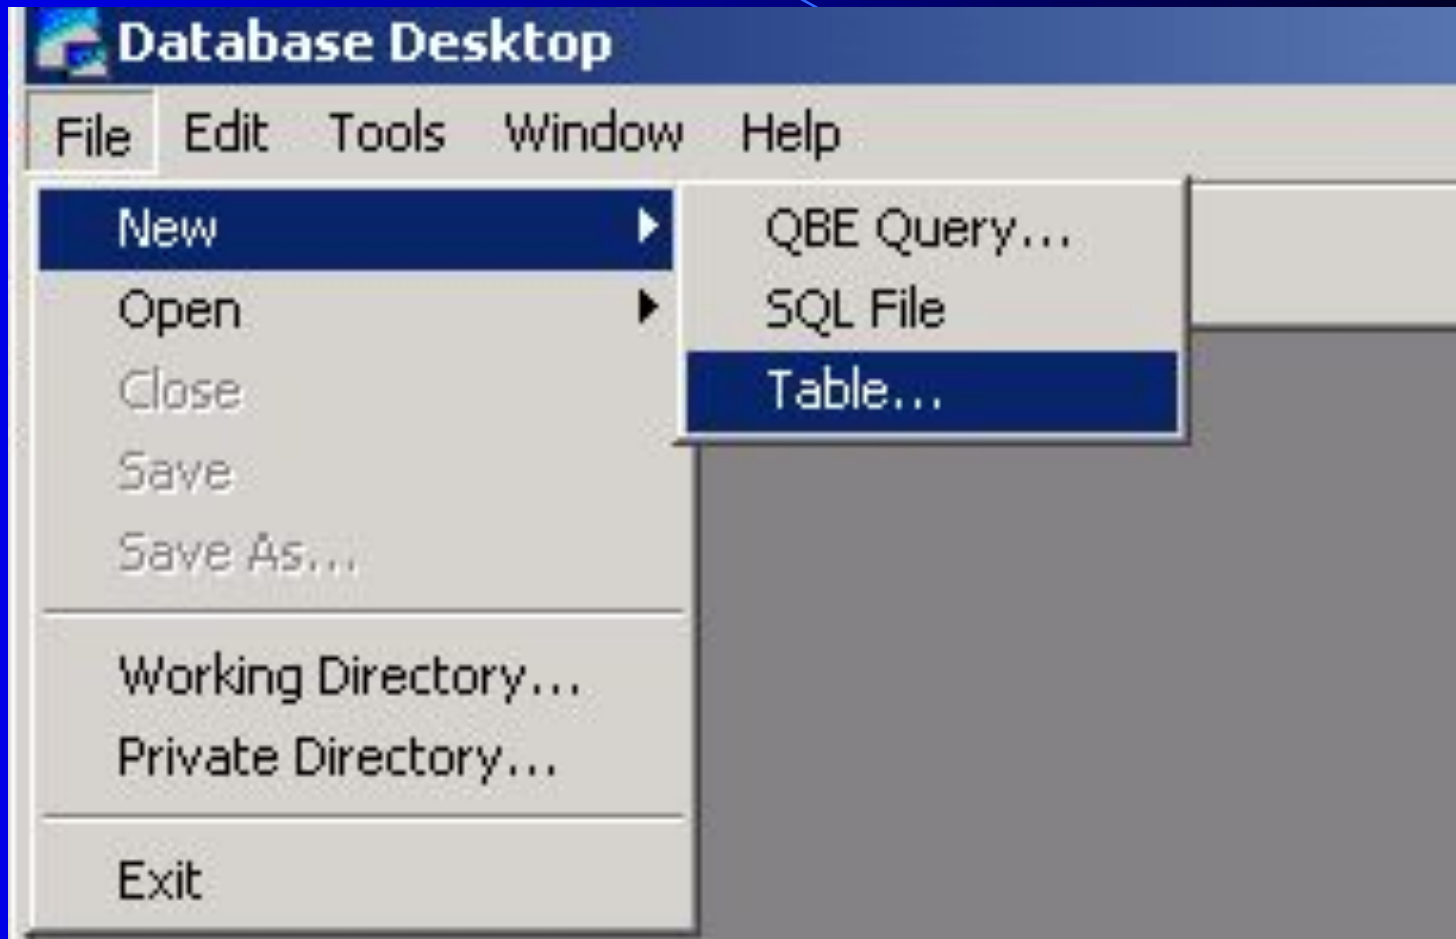 Database Desktop
File Edit Tools Window Help
New
Open
Close
Save
Save As...
Working Directory...
Private Directory...
Exit
QBE Query...
SQL File
Table...